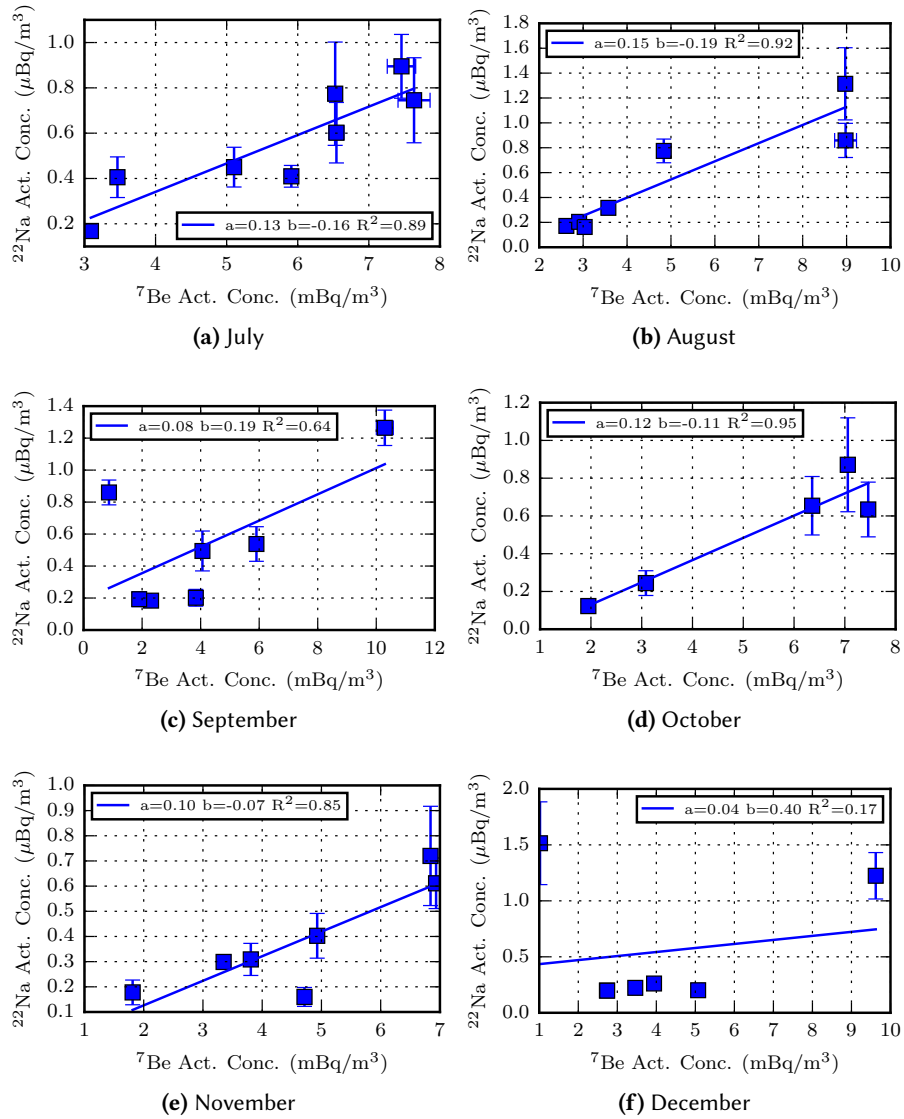 1.0
0.8
0.6
0.4
0.2
²²Na Act. Conc. (μBq/m³)
a=0.13 b=-0.16 R²=0.89
3 4 5 6 7 8
⁷Be Act. Conc. (mBq/m³)
(a) July
1.8
1.6
1.4
1.2
1.0
0.8
0.6
0.4
0.2
0.0
²²Na Act. Conc. (μBq/m³)
a=0.15 b=-0.19 R²=0.92
2 3 4 5 6 7 8 9 10
⁷Be Act. Conc. (mBq/m³)
(b) August
1.4
1.2
1.0
0.8
0.6
0.4
0.2
0.0
²²Na Act. Conc. (μBq/m³)
a=0.08 b=0.19 R²=0.64
0 2 4 6 8 10 12
⁷Be Act. Conc. (mBq/m³)
(c) September
1.2
1.0
0.8
0.6
0.4
0.2
0.0
²²Na Act. Conc. (μBq/m³)
a=0.12 b=-0.11 R²=0.95
1 2 3 4 5 6 7 8
⁷Be Act. Conc. (mBq/m³)
(d) October
1.0
0.9
0.8
0.7
0.6
0.5
0.4
0.3
0.2
0.1
²²Na Act. Conc. (μBq/m³)
a=0.10 b=-0.07 R²=0.85
1 2 3 4 5 6 7
⁷Be Act. Conc. (mBq/m³)
(e) November
2.0
1.5
1.0
0.5
0.0
²²Na Act. Conc. (μBq/m³)
a=0.04 b=0.40 R²=0.17
1 2 3 4 5 6 7 8 9 10
⁷Be Act. Conc. (mBq/m³)
(f) December